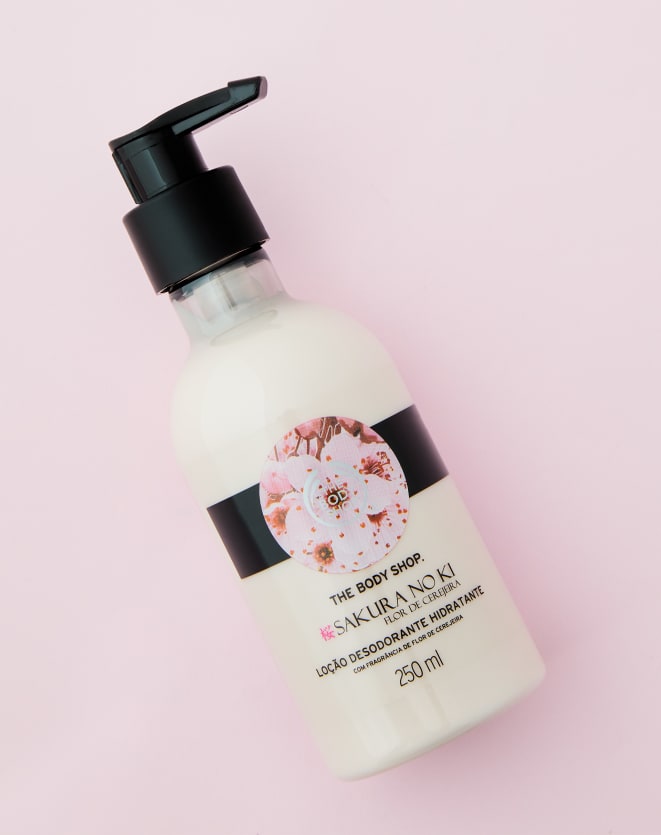 THE BODY SHOP.
桜 SAKURA NO KI
FLOR DE CEREJEIRA
LOÇÃO DESODORANTE HIDRATANTE
COM FRAGRÂNCIA DE FLOR DE CEREJEIRA
250 ml